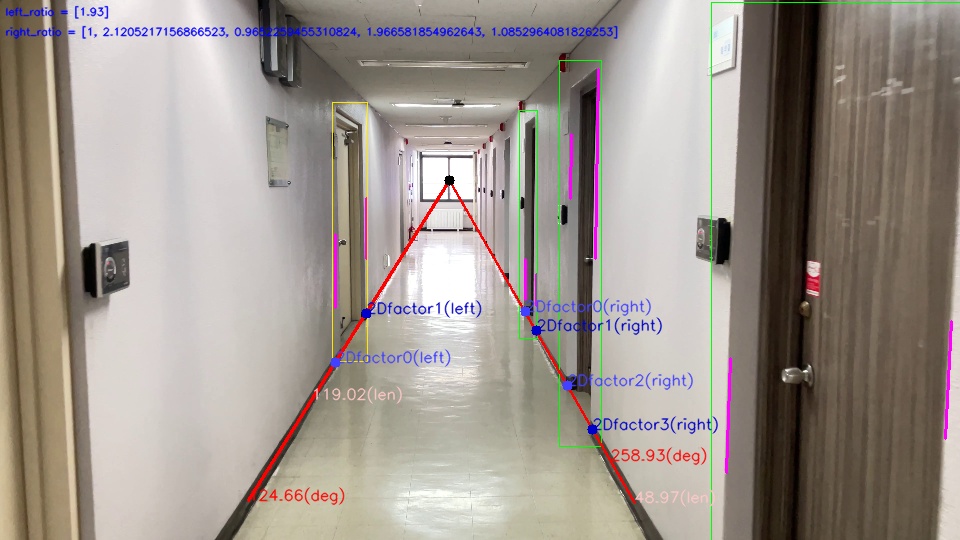 left_ratio = [1.93]
right_ratio = [1, 2.1205217156866523, 0.9652259455310824, 1.966581854962643, 1.0852964081826253]
2Dfactor1(left)
2Dfactor0(right)
2Dfactor1(right)
2Dfactor0(left)
2Dfactor2(right)
119.02(len)
2Dfactor3(right)
258.93(deg)
24.66(deg)
48.97(len)